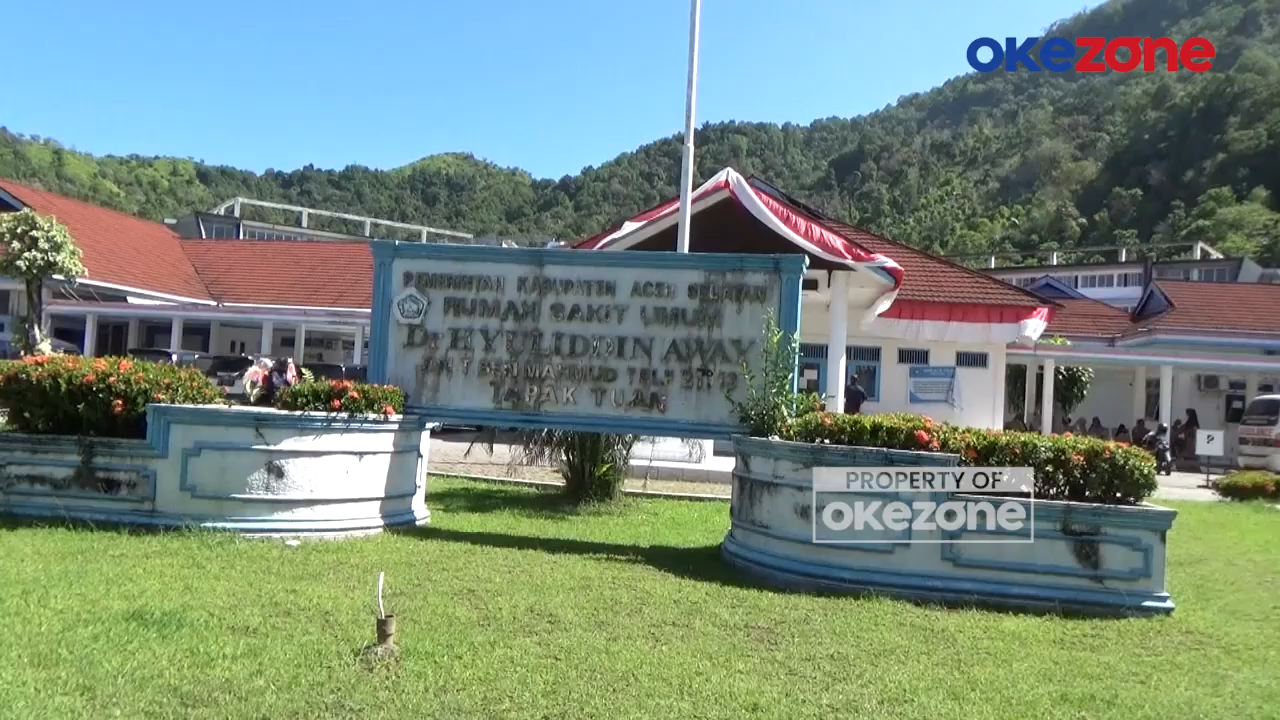 okezone
PEMERINTAH KABUPATEN ACEH SELATAN
RUMAH SAKIT UMUM
Dr H YULIDDIN AWAY
TAPAK TUAN
PROPERTY OF
okezone
P